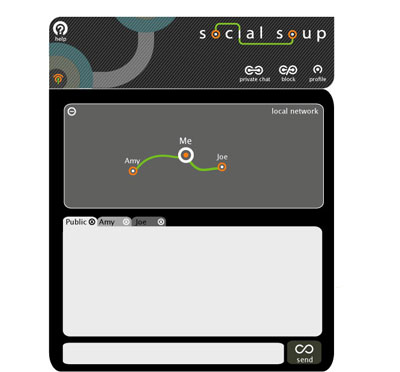 social soup
help
private chat block profile
local network
Me
Amy
Joe
Public Amy Joe
send